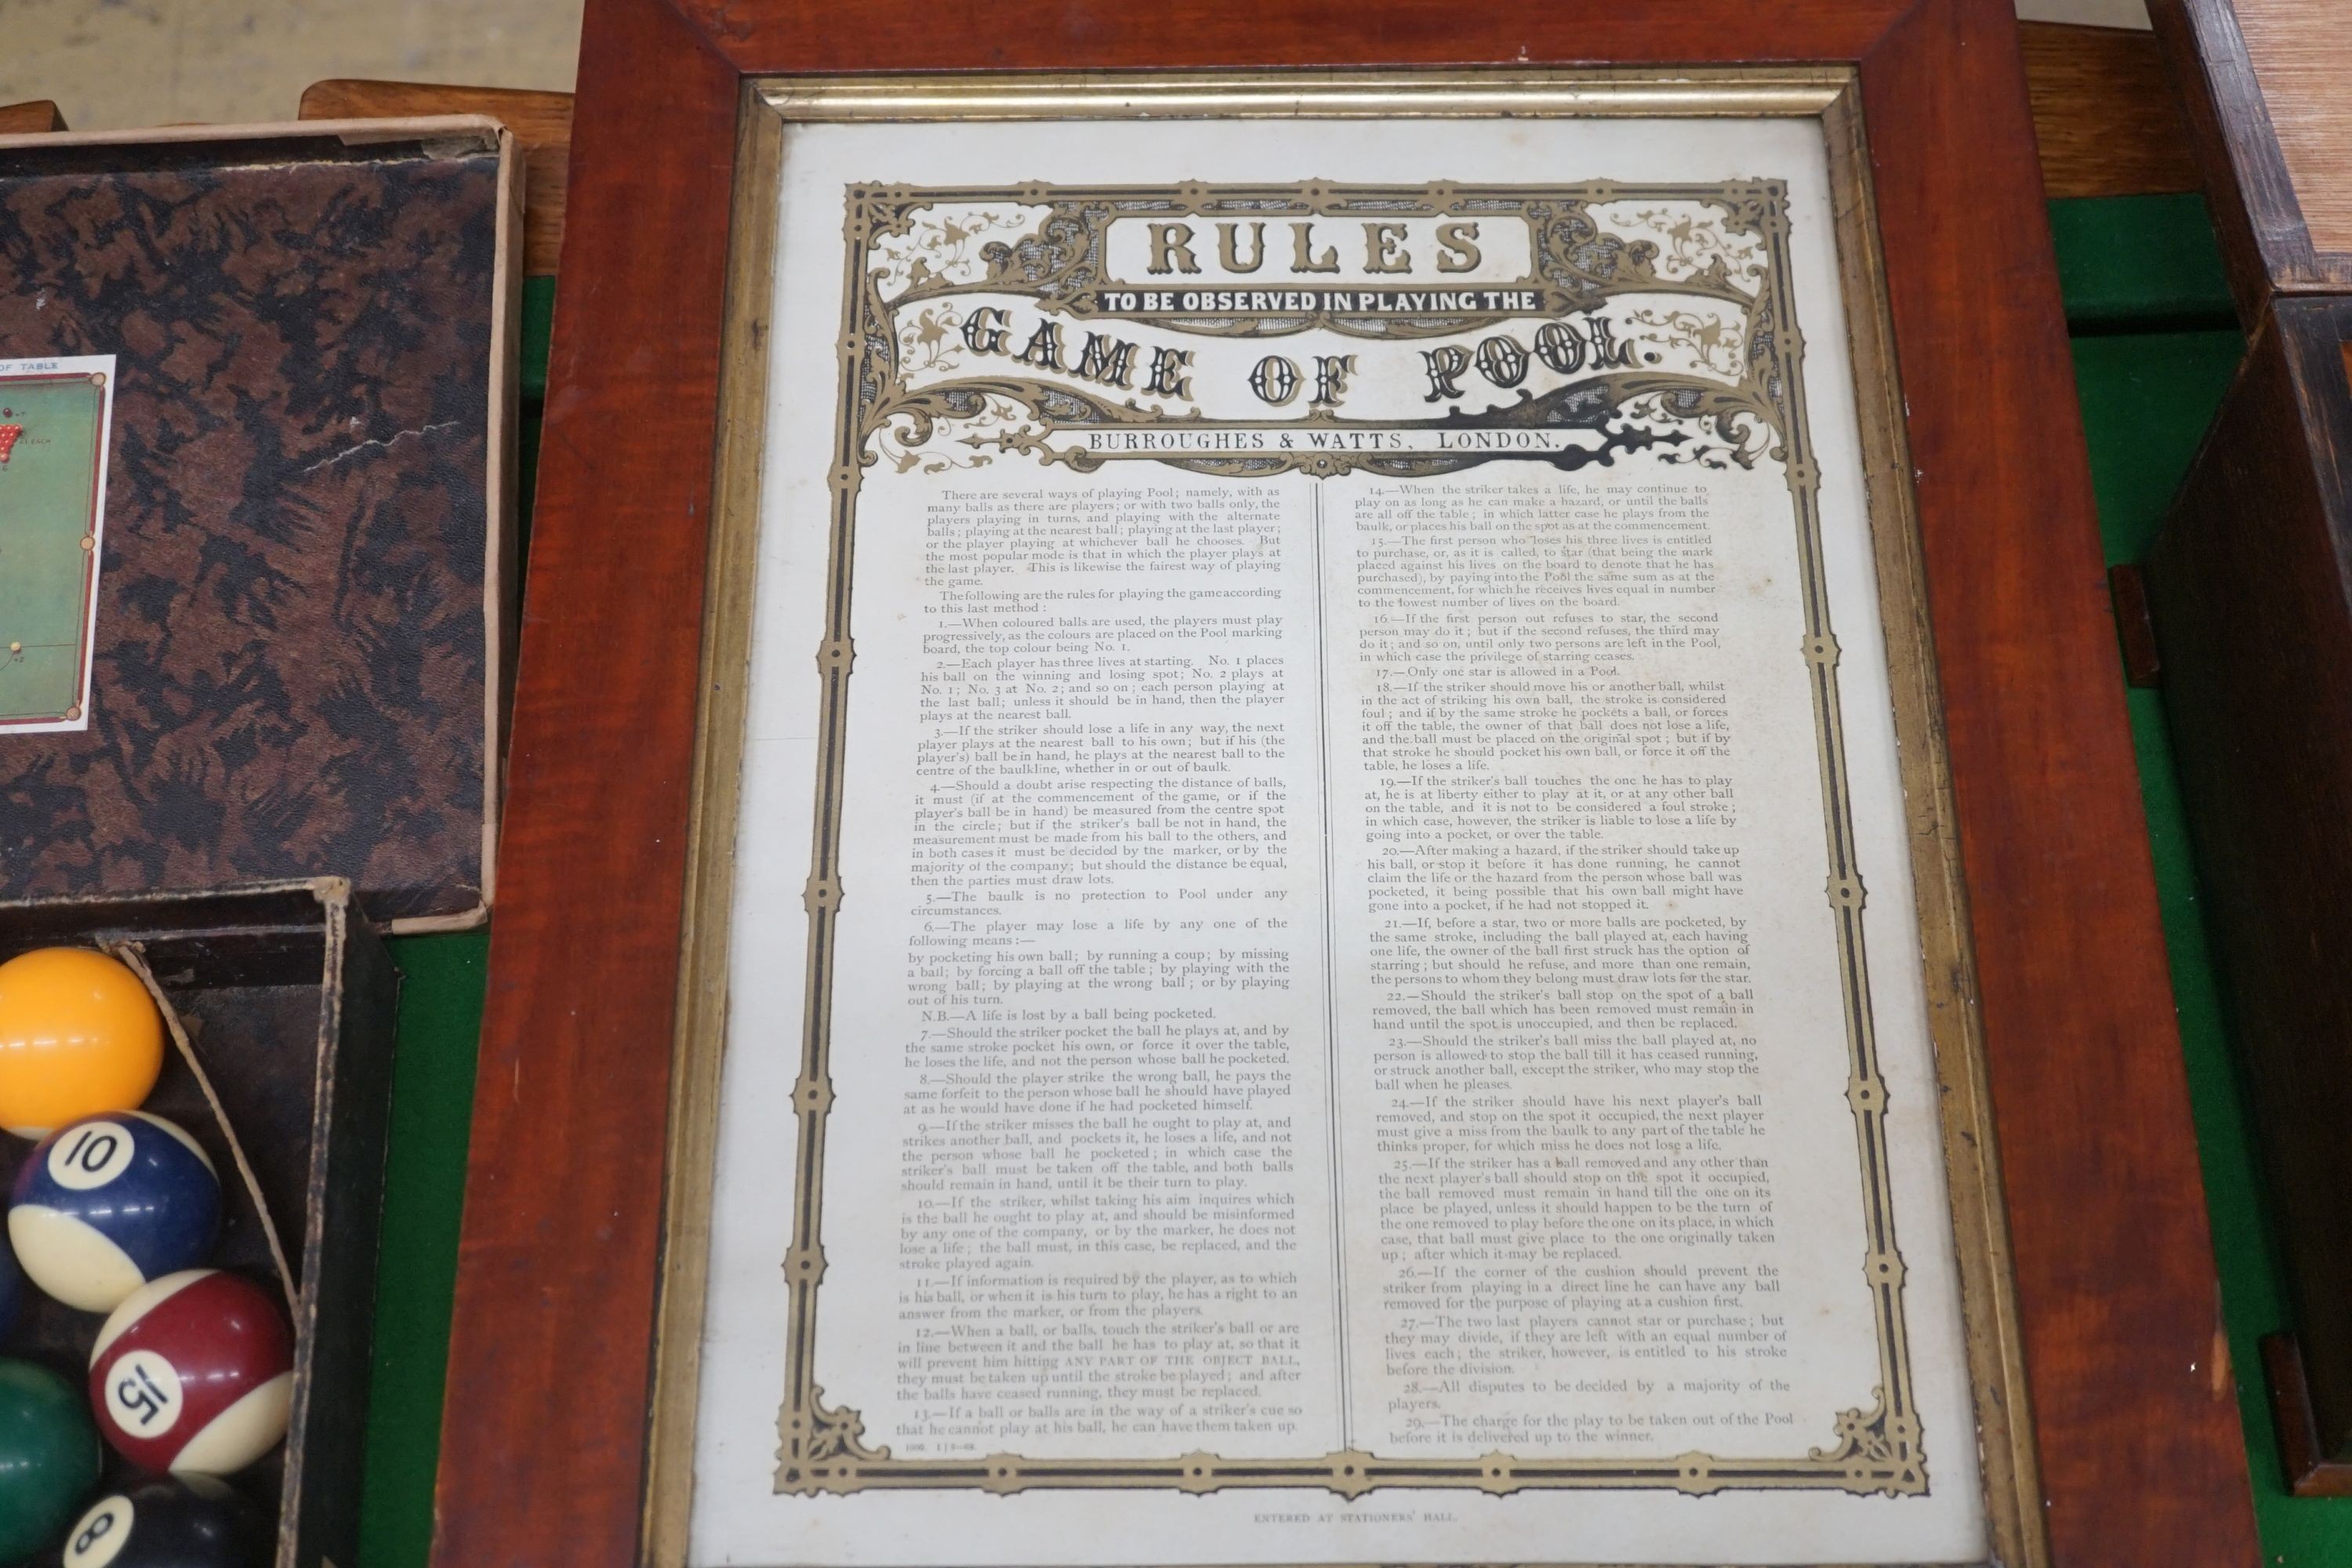 RULES
TO BE OBSERVED IN PLAYING THE
GAME OF POOL.
BURROUGHES & WATTS, LONDON.
There are several ways of playing Pool; namely, with as
many balls as there are players; or with two balls only, the
players playing in turns, and playing with the alternate
balls; playing at the nearest ball; playing at the last player;
or the player playing at whichever ball he chooses. But
the most popular mode is that in which the player plays at
the last player. This is likewise the fairest way of playing
the game.
The following are the rules for playing the game according
to this last method:
1.—When coloured balls are used, the players must play
progressively, as the colours are placed on the Pool marking
board, the top colour being No. 1.
2.—Each player has three lives at starting. No. 1 places
his ball on the winning and losing spot; No. 2 plays at
No. 1; No. 3 at No. 2; and so on; each person playing at
the last ball; unless it should be in hand, then the player
plays at the nearest ball.
3.—If the striker should lose a life in any way, the next
player plays at the nearest ball to his own; but if his (the
player's) ball be in hand, he plays at the nearest ball to the
centre of the baulkline, whether in or out of baulk.
4.—Should a doubt arise respecting the distance of balls,
it must (if at the commencement of the game, or if the
player's ball be in hand) be measured from the centre spot
in the circle; but if the striker's ball be not in hand, the
measurement must be made from his ball to the others, and
in both cases it must be decided by the marker, or by the
majority of the company; but should the distance be equal,
then the parties must draw lots.
5.—The baulk is no protection to Pool under any
circumstances.
6.—The player may lose a life by any one of the
following means:—
by pocketing his own ball; by running a coup; by missing
a ball; by forcing a ball off the table; by playing with the
wrong ball; by playing at the wrong ball; or by playing
out of his turn.
N.B.—A life is lost by a ball being pocketed.
7.—Should the striker pocket the ball he plays at, and by
the same stroke pocket his own, or force it over the table,
he loses the life, and not the person whose ball he pocketed.
8.—Should the player strike the wrong ball, he pays the
same forfeit to the person whose ball he should have played
at as he would have done if he had pocketed himself.
9.—If the striker misses the ball he ought to play at, and
strikes another ball, and pockets it, he loses a life, and not
the person whose ball he pocketed; in which case the
striker's ball must be taken off the table, and both balls
should remain in hand, until it be their turn to play.
10.—If the striker, whilst taking his aim inquires which
is the ball he ought to play at, and should be misinformed
by any one of the company, or by the marker, he does not
lose a life; the ball must, in this case, be replaced, and the
stroke played again.
11.—If information is required by the player, as to which
is his ball, or when it is his turn to play, he has a right to an
answer from the marker, or from the players.
12.—When a ball, or balls, touch the striker's ball or are
in line between it and the ball he has to play at, so that it
will prevent him hitting ANY PART OF THE OBJECT BALL,
they must be taken up until the stroke be played; and after
the balls have ceased running, they must be replaced.
13.—If a ball or balls are in the way of a striker's cue so
that he cannot play at his ball, he can have them taken up.
14.—When the striker takes a life, he may continue to
play on as long as he can make a hazard, or until the balls
are all off the table; in which latter case he plays from the
baulk, or places his ball on the spot as at the commencement.
15.—The first person who loses his three lives is entitled
to purchase, or, as it is called, to star (that being the mark
placed against his lives on the board to denote that he has
purchased), by paying into the Pool the same sum as at the
commencement, for which he receives lives equal in number
to the lowest number of lives on the board.
16.—If the first person out refuses to star, the second
person may do it; but if the second refuses, the third may
do it; and so on, until only two persons are left in the Pool,
in which case the privilege of starring ceases.
17.—Only one star is allowed in a Pool.
18.—If the striker should move his or another ball, whilst
in the act of striking his own ball, the stroke is considered
foul; and if by the same stroke he pockets a ball, or forces
it off the table, the owner of that ball does not lose a life,
and the ball must be placed on the original spot; but if by
that stroke he should pocket his own ball, or force it off the
table, he loses a life.
19.—If the striker's ball touches the one he has to play
at, he is at liberty either to play at it, or at any other ball
on the table, and it is not to be considered a foul stroke;
in which case, however, the striker is liable to lose a life by
going into a pocket, or over the table.
20.—After making a hazard, if the striker should take up
his ball, or stop it before it has done running, he cannot
claim the life or the hazard from the person whose ball was
pocketed, it being possible that his own ball might have
gone into a pocket, if he had not stopped it.
21.—If, before a star, two or more balls are pocketed, by
the same stroke, including the ball played at, each having
one life, the owner of the ball first struck has the option of
starring; but should he refuse, and more than one remain,
the persons to whom they belong must draw lots for the star.
22.—Should the striker's ball stop on the spot of a ball
removed, the ball which has been removed must remain in
hand until the spot is unoccupied, and then be replaced.
23.—Should the striker's ball miss the ball played at, no
person is allowed to stop the ball till it has ceased running,
or struck another ball, except the striker, who may stop the
ball when he pleases.
24.—If the striker should have his next player's ball
removed, and stop on the spot it occupied, the next player
must give a miss from the baulk to any part of the table he
thinks proper, for which miss he does not lose a life.
25.—If the striker has a ball removed and any other than
the next player's ball should stop on the spot it occupied,
the ball removed must remain in hand till the one on its
place be played, unless it should happen to be the turn of
the one removed to play before the one on its place, in which
case, that ball must give place to the one originally taken
up; after which it may be replaced.
26.—If the corner of the cushion should prevent the
striker from playing in a direct line he can have any ball
removed for the purpose of playing at a cushion first.
27.—The two last players cannot star or purchase; but
they may divide, if they are left with an equal number of
lives each; the striker, however, is entitled to his stroke
before the division.
28.—All disputes to be decided by a majority of the
players.
29.—The charge for the play to be taken out of the Pool
before it is delivered up to the winner.
ENTERED AT STATIONERS' HALL.
OF TABLE
10
15
8